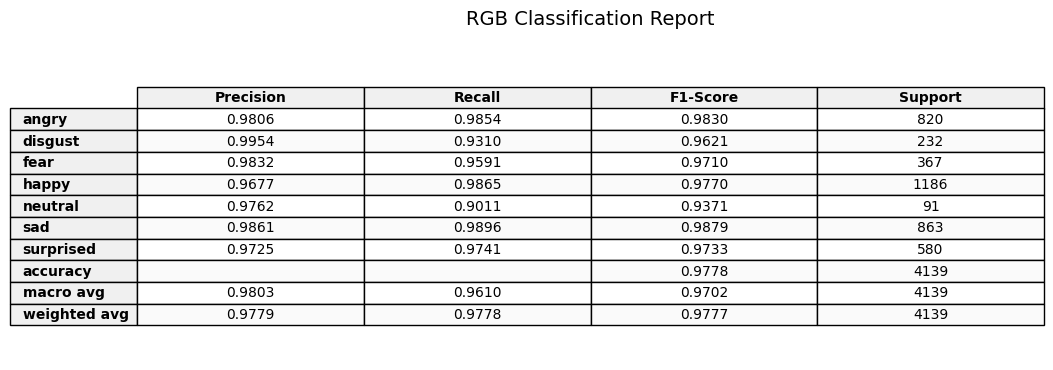 RGB Classification Report
Precision Recall F1-Score Support
angry 0.9806 0.9854 0.9830 820
disgust 0.9954 0.9310 0.9621 232
fear 0.9832 0.9591 0.9710 367
happy 0.9677 0.9865 0.9770 1186
neutral 0.9762 0.9011 0.9371 91
sad 0.9861 0.9896 0.9879 863
surprised 0.9725 0.9741 0.9733 580
accuracy 0.9778 4139
macro avg 0.9803 0.9610 0.9702 4139
weighted avg 0.9779 0.9778 0.9777 4139